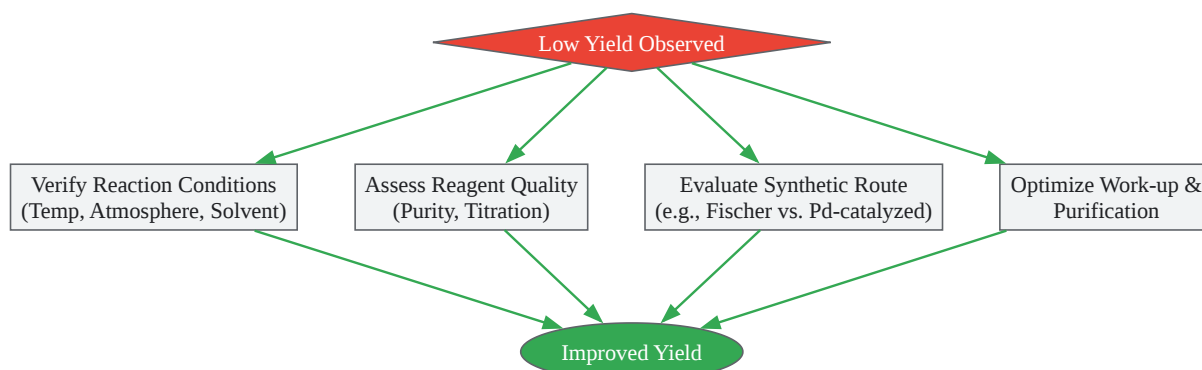 Low Yield Observed
Verify Reaction Conditions
(Temp, Atmosphere, Solvent)
Assess Reagent Quality
(Purity, Titration)
Evaluate Synthetic Route
(e.g., Fischer vs. Pd-catalyzed)
Optimize Work-up &
Purification
Improved Yield